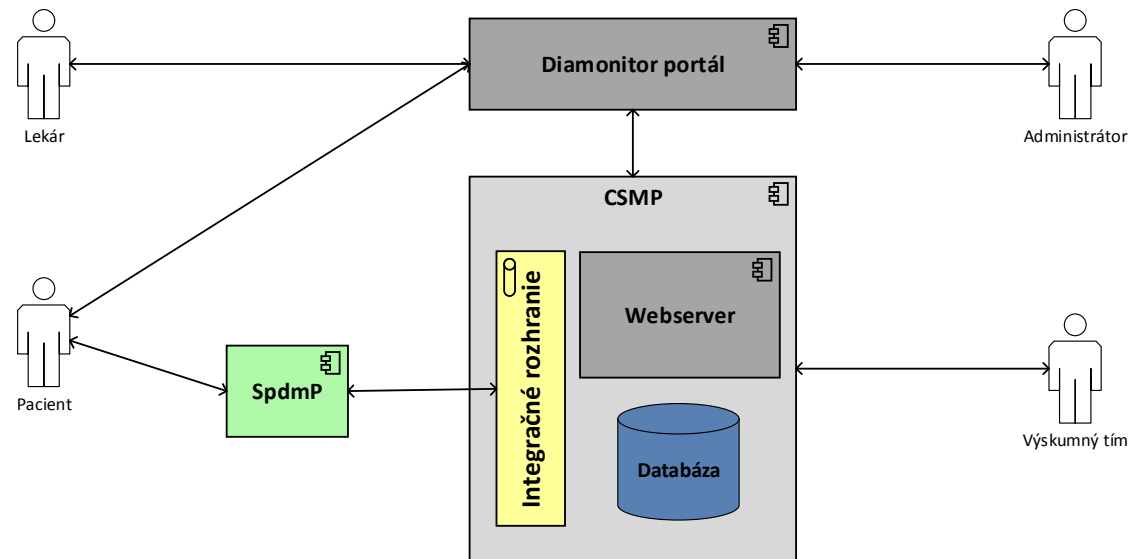 Diamonitor portál
Lekár
Administrátor
CSMP
Integračné rozhranie
Webserver
SpdmP
Pacient
Databáza
Výskumný tím